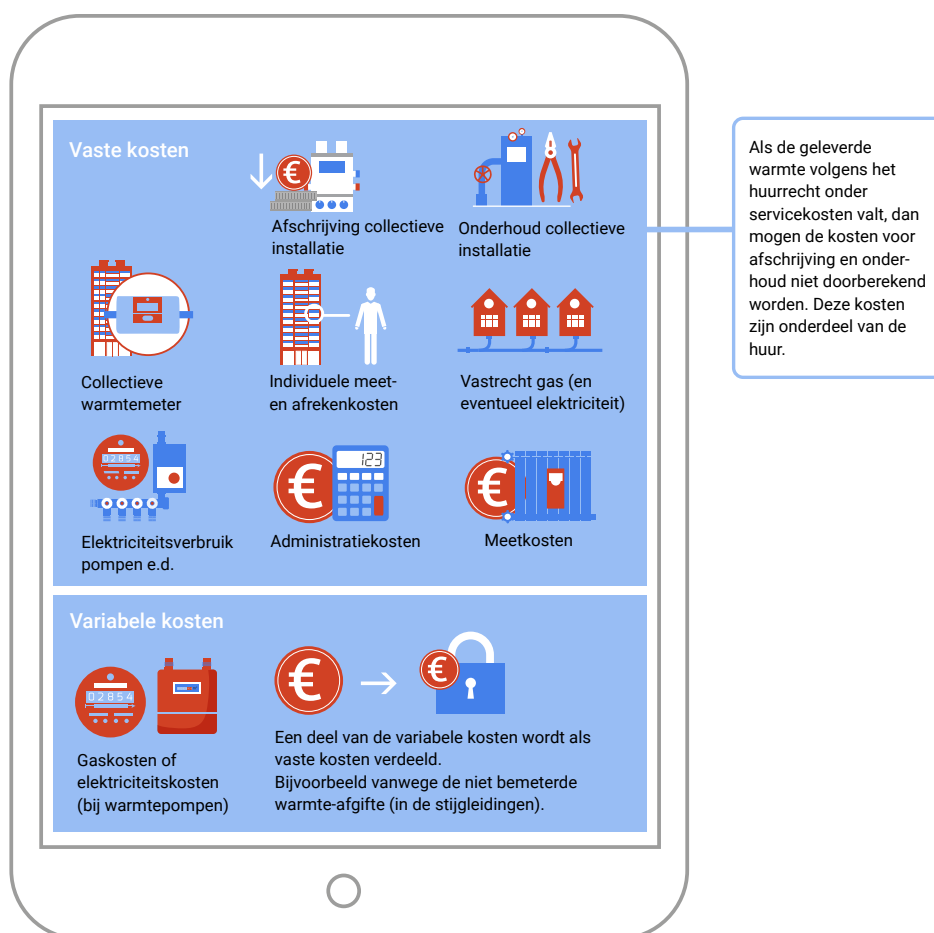 Vaste kosten
€
Afschrijving collectieve
installatie
Onderhoud collectieve
installatie
Als de geleverde
warmte volgens het
huurrecht onder
servicekosten valt, dan
mogen de kosten voor
afschrijving en onder-
houd niet doorberekend
worden. Deze kosten
zijn onderdeel van de
huur.
Collectieve
warmtemeter
Individuele meet-
en afrekenkosten
Vastrecht gas (en
eventueel elektriciteit)
02854
Elektriciteitsverbruik
pompen e.d.
€
123
Administratiekosten
€
Meetkosten
Variabele kosten
02854
Gaskosten of
elektriciteitskosten
(bij warmtepompen)
€
€
Een deel van de variabele kosten wordt als
vaste kosten verdeeld.
Bijvoorbeeld vanwege de niet bemeterde
warmte-afgifte (in de stijgleidingen).